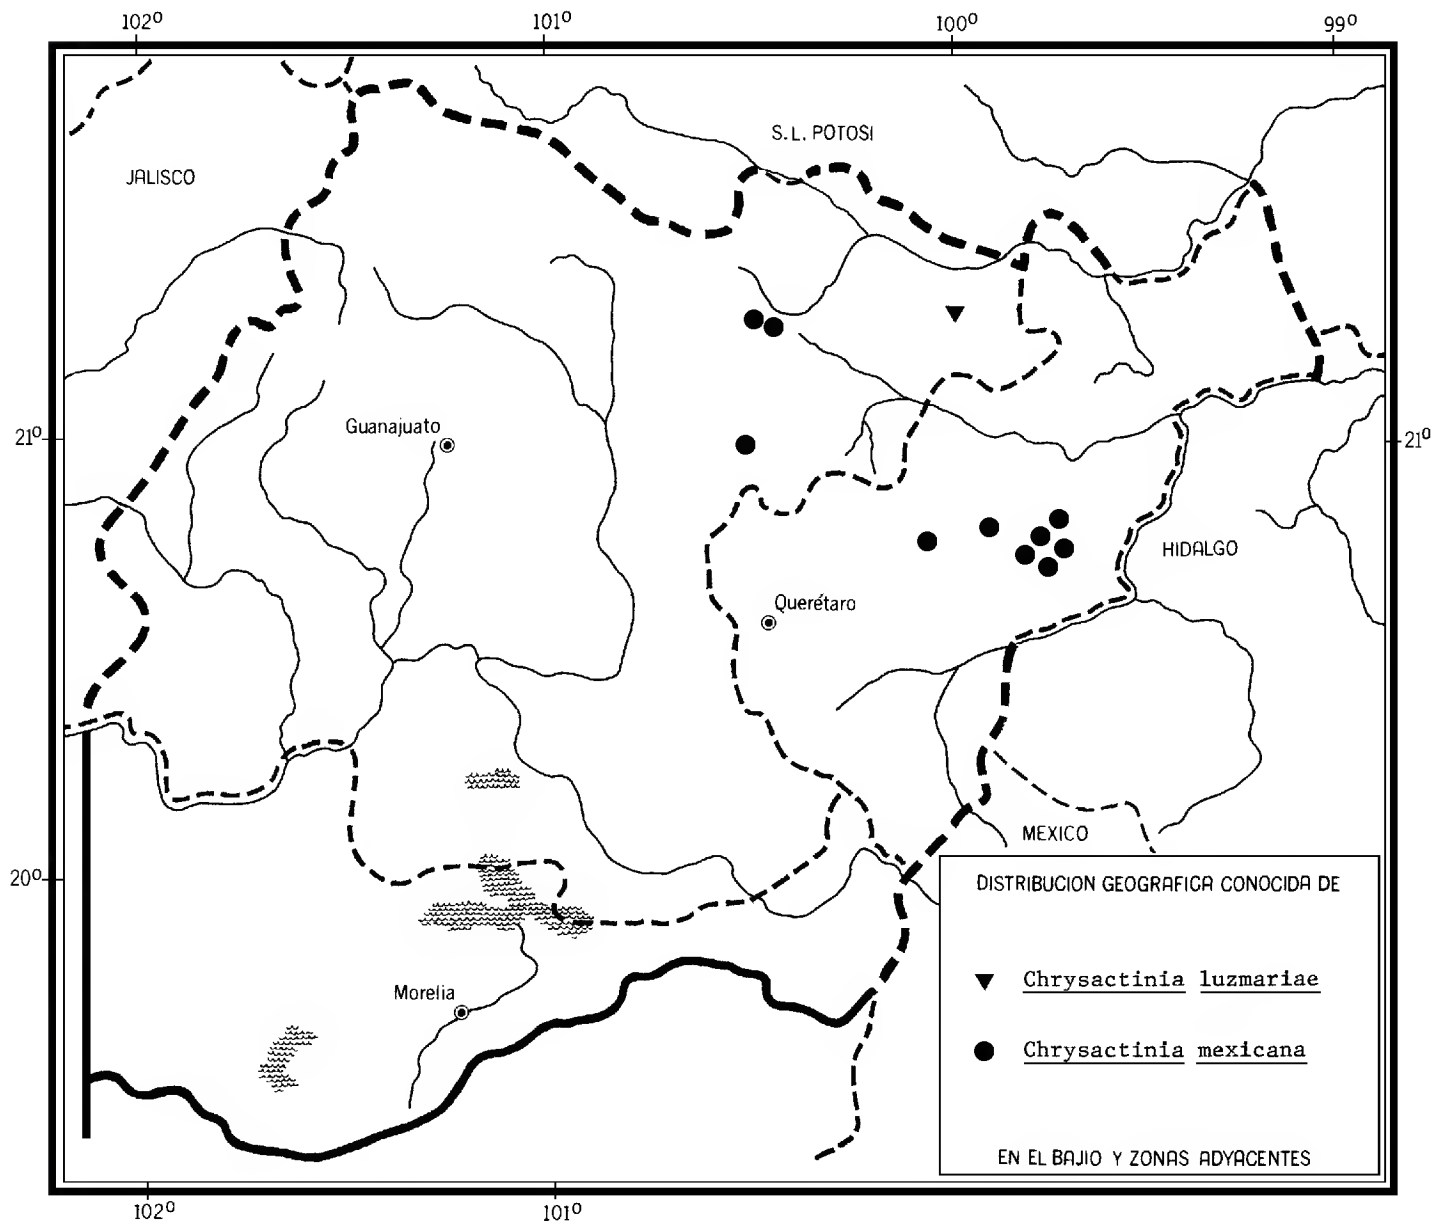 102º 101º 100º 99º
S.L. POTOSI
JALISCO
Guanajuato
21º 21º
HIDALGO
Querétaro
MEXICO
20º
DISTRIBUCION GEOGRAFICA CONOCIDA DE
Chrysactinia luzmariae
Morelia
Chrysactinia mexicana
EN EL BAJIO Y ZONAS ADYACENTES
102º 101º